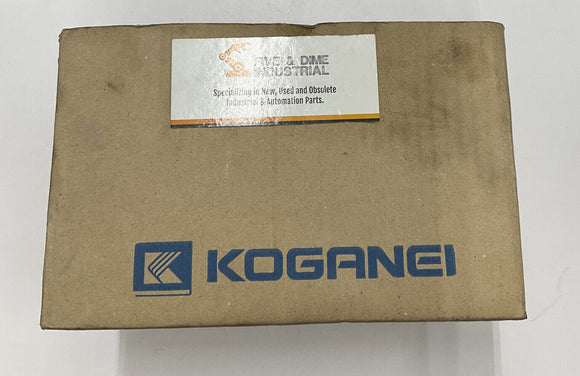 FIVE & DIME
INDUSTRIAL
Specializing in New, Used and Obsolete
Industrial & Automation Parts.
KOGANEI